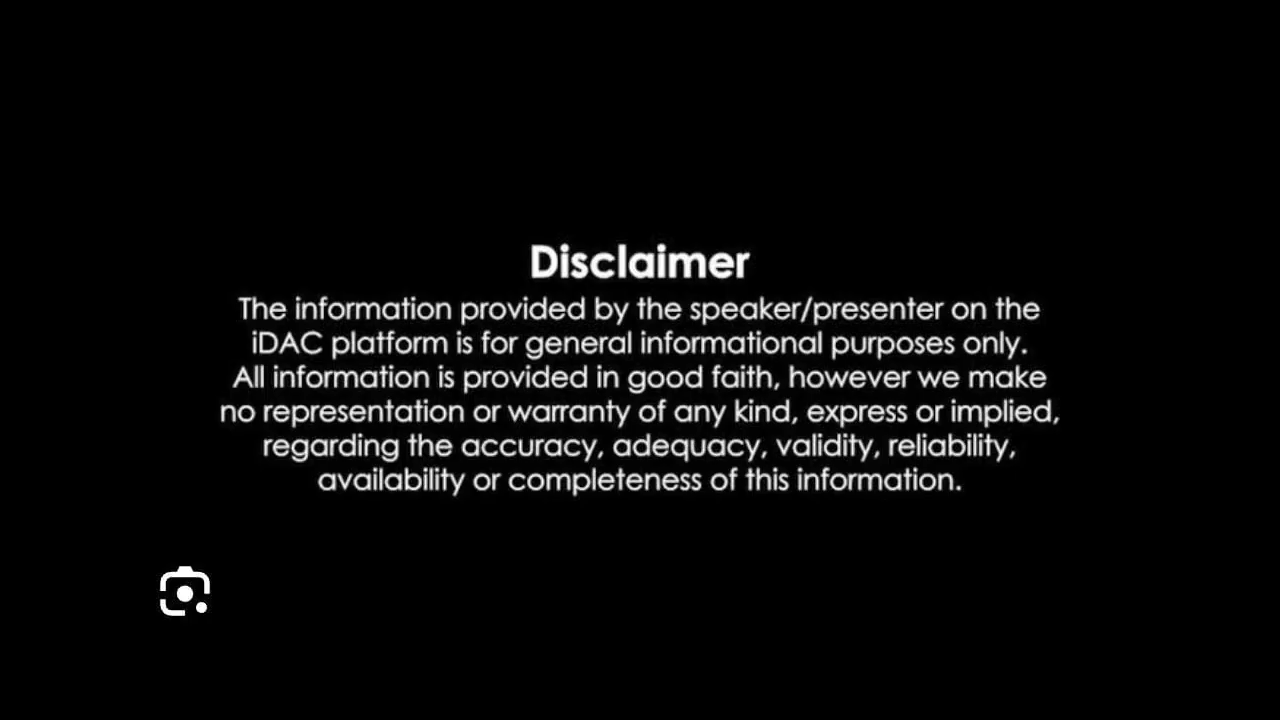 Disclaimer
The information provided by the speaker/presenter on the
iDAC platform is for general informational purposes only.
All information is provided in good faith, however we make
no representation or warranty of any kind, express or implied,
regarding the accuracy, adequacy, validity, reliability,
availability or completeness of this information.